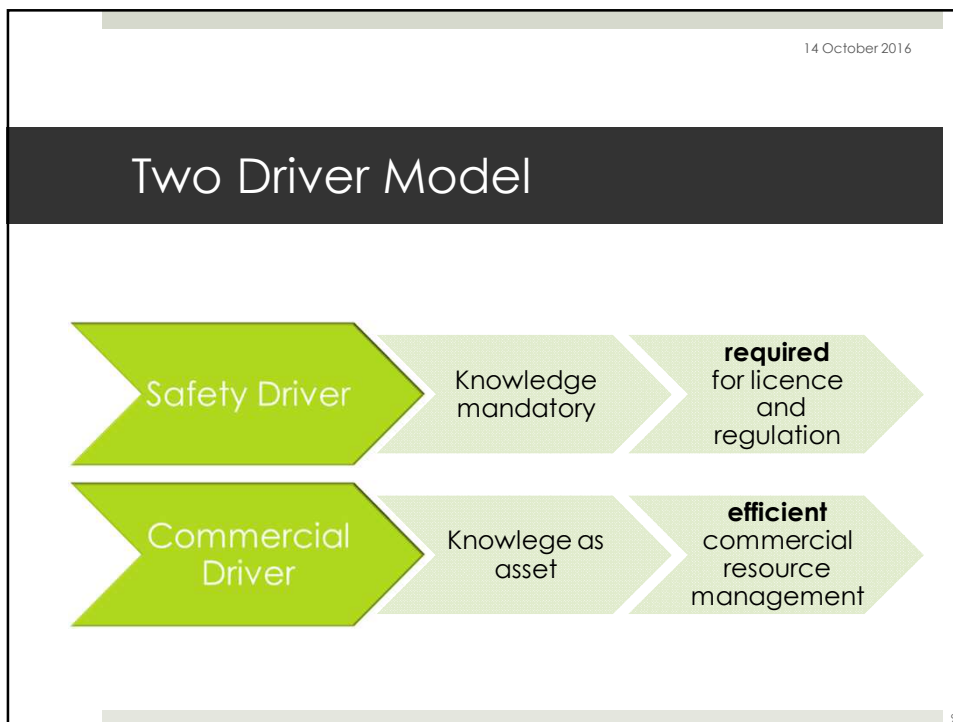 14 October 2016
Two Driver Model
Safety Driver
Knowledge
mandatory
required
for licence
and
regulation
Commercial
Driver
Knowlege as
asset
efficient
commercial
resource
management